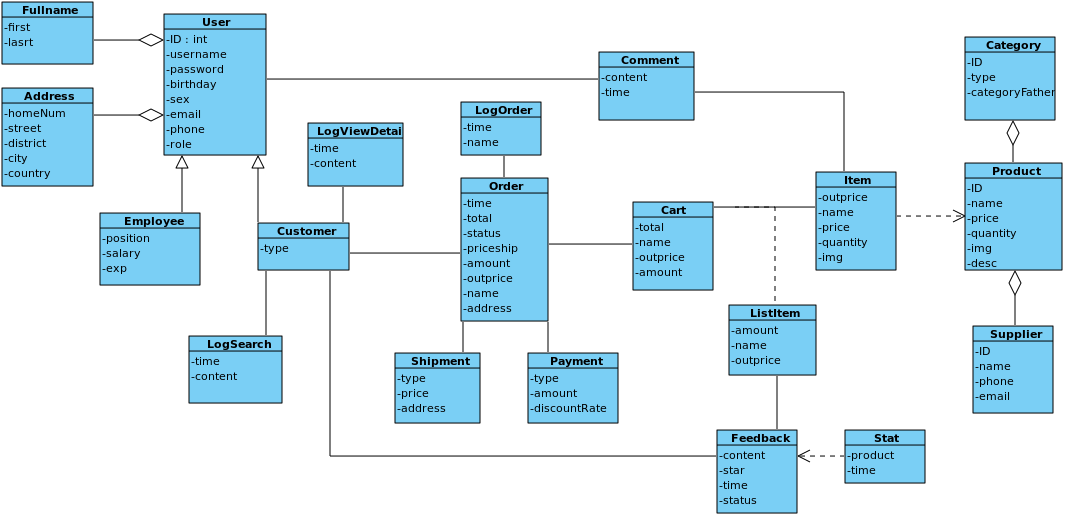 Fullname
-first
-lasrt
User
-ID : int
-username
-password
-birthday
-sex
-email
-phone
-role
Address
-homeNum
-street
-district
-city
-country
Employee
-position
-salary
-exp
LogViewDetai
-time
-content
Customer
-type
LogSearch
-time
-content
LogOrder
-time
-name
Order
-time
-total
-status
-priceship
-amount
-outprice
-name
-address
Shipment
-type
-price
-address
Payment
-type
-amount
-discountRate
Comment
-content
-time
Cart
-total
-name
-outprice
-amount
Item
-outprice
-name
-price
-quantity
-img
ListItem
-amount
-name
-outprice
Feedback
-content
-star
-time
-status
Stat
-product
-time
Category
-ID
-type
-categoryFather
Product
-ID
-name
-price
-quantity
-img
-desc
Supplier
-ID
-name
-phone
-email